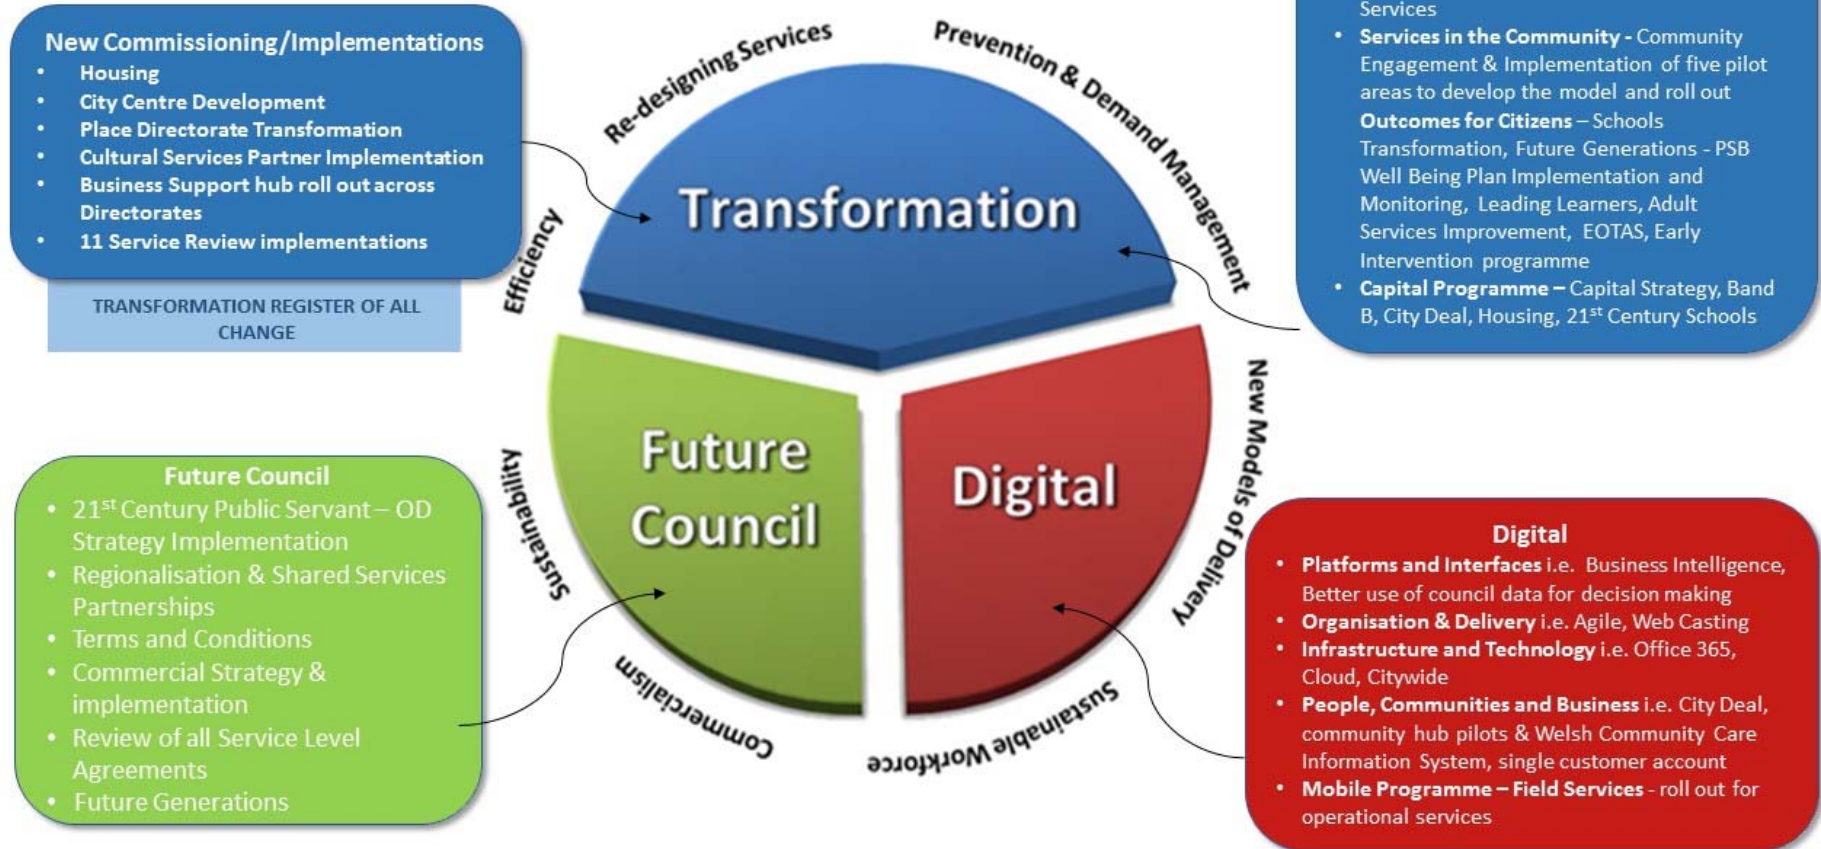 New Commissioning/Implementations
• Housing
• City Centre Development
• Place Directorate Transformation
• Cultural Services Partner Implementation
• Business Support hub roll out across
Directorates
• 11 Service Review implementations
TRANSFORMATION REGISTER OF ALL
CHANGE
Efficiency
Re-designing Services
Prevention & Demand Management
New Models of Delivery
Sustainable Workforce
Commercialism
Sustainability
Transformation
Future
Council
Digital
Services
• Services in the Community - Community
Engagement & Implementation of five pilot
areas to develop the model and roll out
Outcomes for Citizens – Schools
Transformation, Future Generations - PSB
Well Being Plan Implementation and
Monitoring, Leading Learners, Adult
Services Improvement, EOTAS, Early
Intervention programme
• Capital Programme – Capital Strategy, Band
B, City Deal, Housing, 21st Century Schools
Future Council
• 21st Century Public Servant – OD
Strategy Implementation
• Regionalisation & Shared Services
Partnerships
• Terms and Conditions
• Commercial Strategy &
implementation
• Review of all Service Level
Agreements
• Future Generations
Digital
• Platforms and Interfaces i.e. Business Intelligence,
Better use of council data for decision making
• Organisation & Delivery i.e. Agile, Web Casting
• Infrastructure and Technology i.e. Office 365,
Cloud, Citywide
• People, Communities and Business i.e. City Deal,
community hub pilots & Welsh Community Care
Information System, single customer account
• Mobile Programme – Field Services - roll out for
operational services